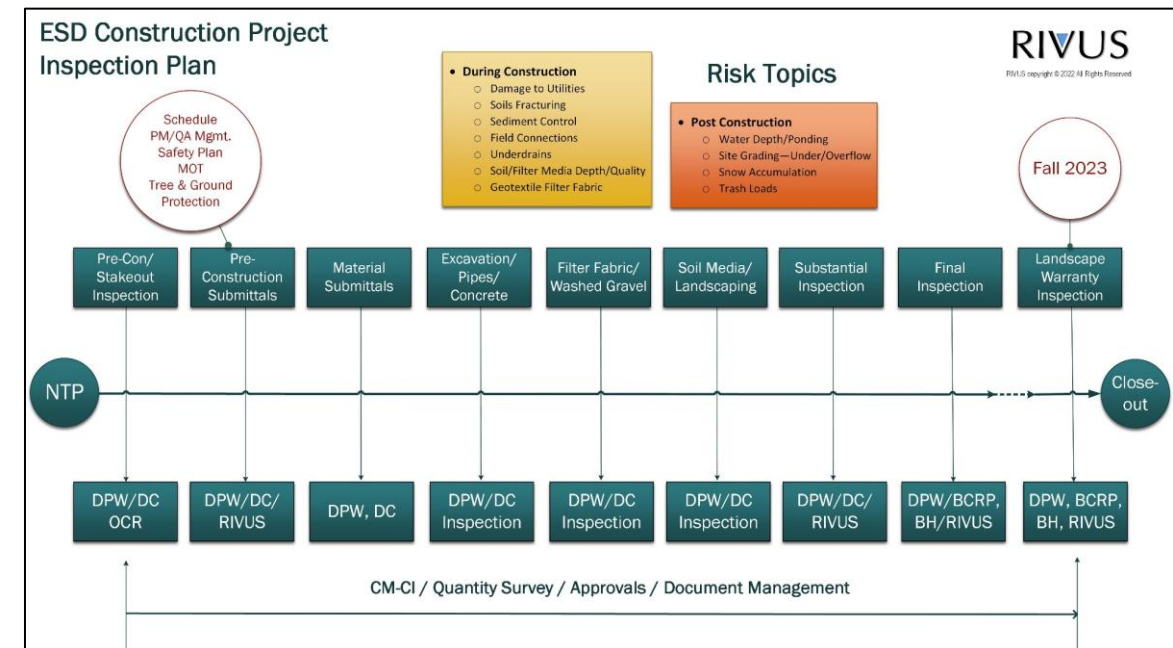 ESD Construction Project
Inspection Plan
Schedule
PM/QA Mgmt.
Safety Plan
MOT
Tree & Ground
Protection
• During Construction
○ Damage to Utilities
○ Soils Fracturing
○ Sediment Control
○ Field Connections
○ Underdrains
○ Soil/Filter Media Depth/Quality
○ Geotextile Filter Fabric
Risk Topics
• Post Construction
○ Water Depth/Ponding
○ Site Grading—Under/Overflow
○ Snow Accumulation
○ Trash Loads
RIVUS
RIVUS copyright © 2022 All Rights Reserved
Fall 2023
Pre-Con/
Stakeout
Inspection
Pre-
Construction
Submittals
Material
Submittals
Excavation/
Pipes/
Concrete
Filter Fabric/
Washed Gravel
Soil Media/
Landscaping
Substantial
Inspection
Final
Inspection
Landscape
Warranty
Inspection
NTP
Close-
out
DPW/DC
OCR
DPW/DC/
RIVUS
DPW, DC
DPW/DC
Inspection
DPW/DC
Inspection
DPW/DC
Inspection
DPW/DC/
RIVUS
DPW/BCRP,
BH/RIVUS
DPW, BCRP,
BH, RIVUS
CM-CI / Quantity Survey / Approvals / Document Management